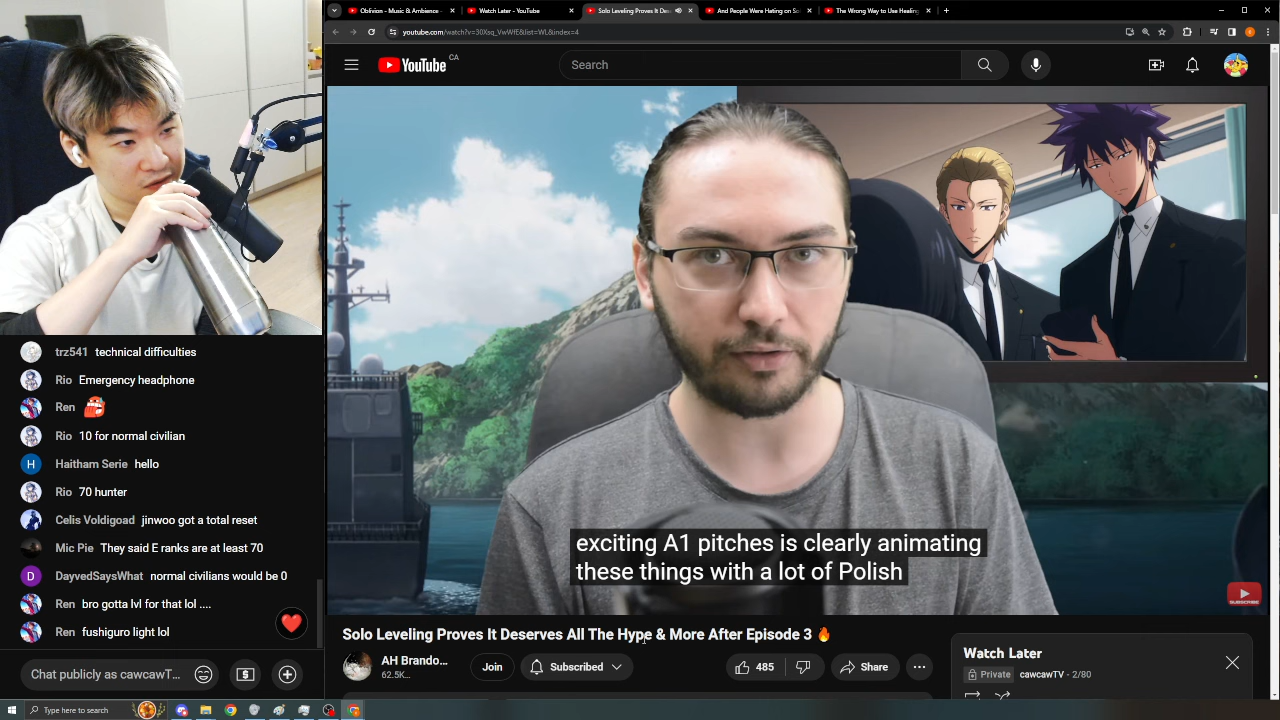 Oblivion - Music & Ambience -
Watch Later - YouTube
Solo Leveling Proves It Des
And People Were Hating on So
The Wrong Way to Use Healing
youtube.com/watch?v=30Xsq_VwWfE&list=WL&index=4
YouTube CA
Search
trz541 technical difficulties
Rio Emergency headphone
Ren
Rio 10 for normal civilian
H Haitham Serie hello
Rio 70 hunter
Celis Voldigoad jinwoo got a total reset
Mic Pie They said E ranks are at least 70
D DayvedSaysWhat normal civilians would be 0
Ren bro gotta lvl for that lol ....
Ren fushiguro light lol
Chat publicly as cawcawT...
exciting A1 pitches is clearly animating
these things with a lot of Polish
SUBSCRIBE
Solo Leveling Proves It Deserves All The Hype & More After Episode 3 🔥
AH Brando...
62.5K...
Join
Subscribed
485
Share
Watch Later
Private cawcawTV - 2/80
Type here to search